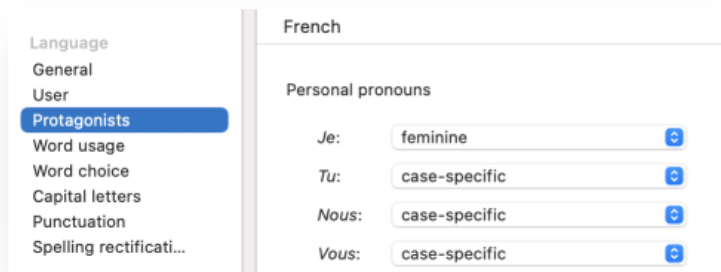 Language
General
User
Protagonists
Word usage
Word choice
Capital letters
Punctuation
Spelling rectificati...
French
Personal pronouns
Je: feminine
Tu: case-specific
Nous: case-specific
Vous: case-specific